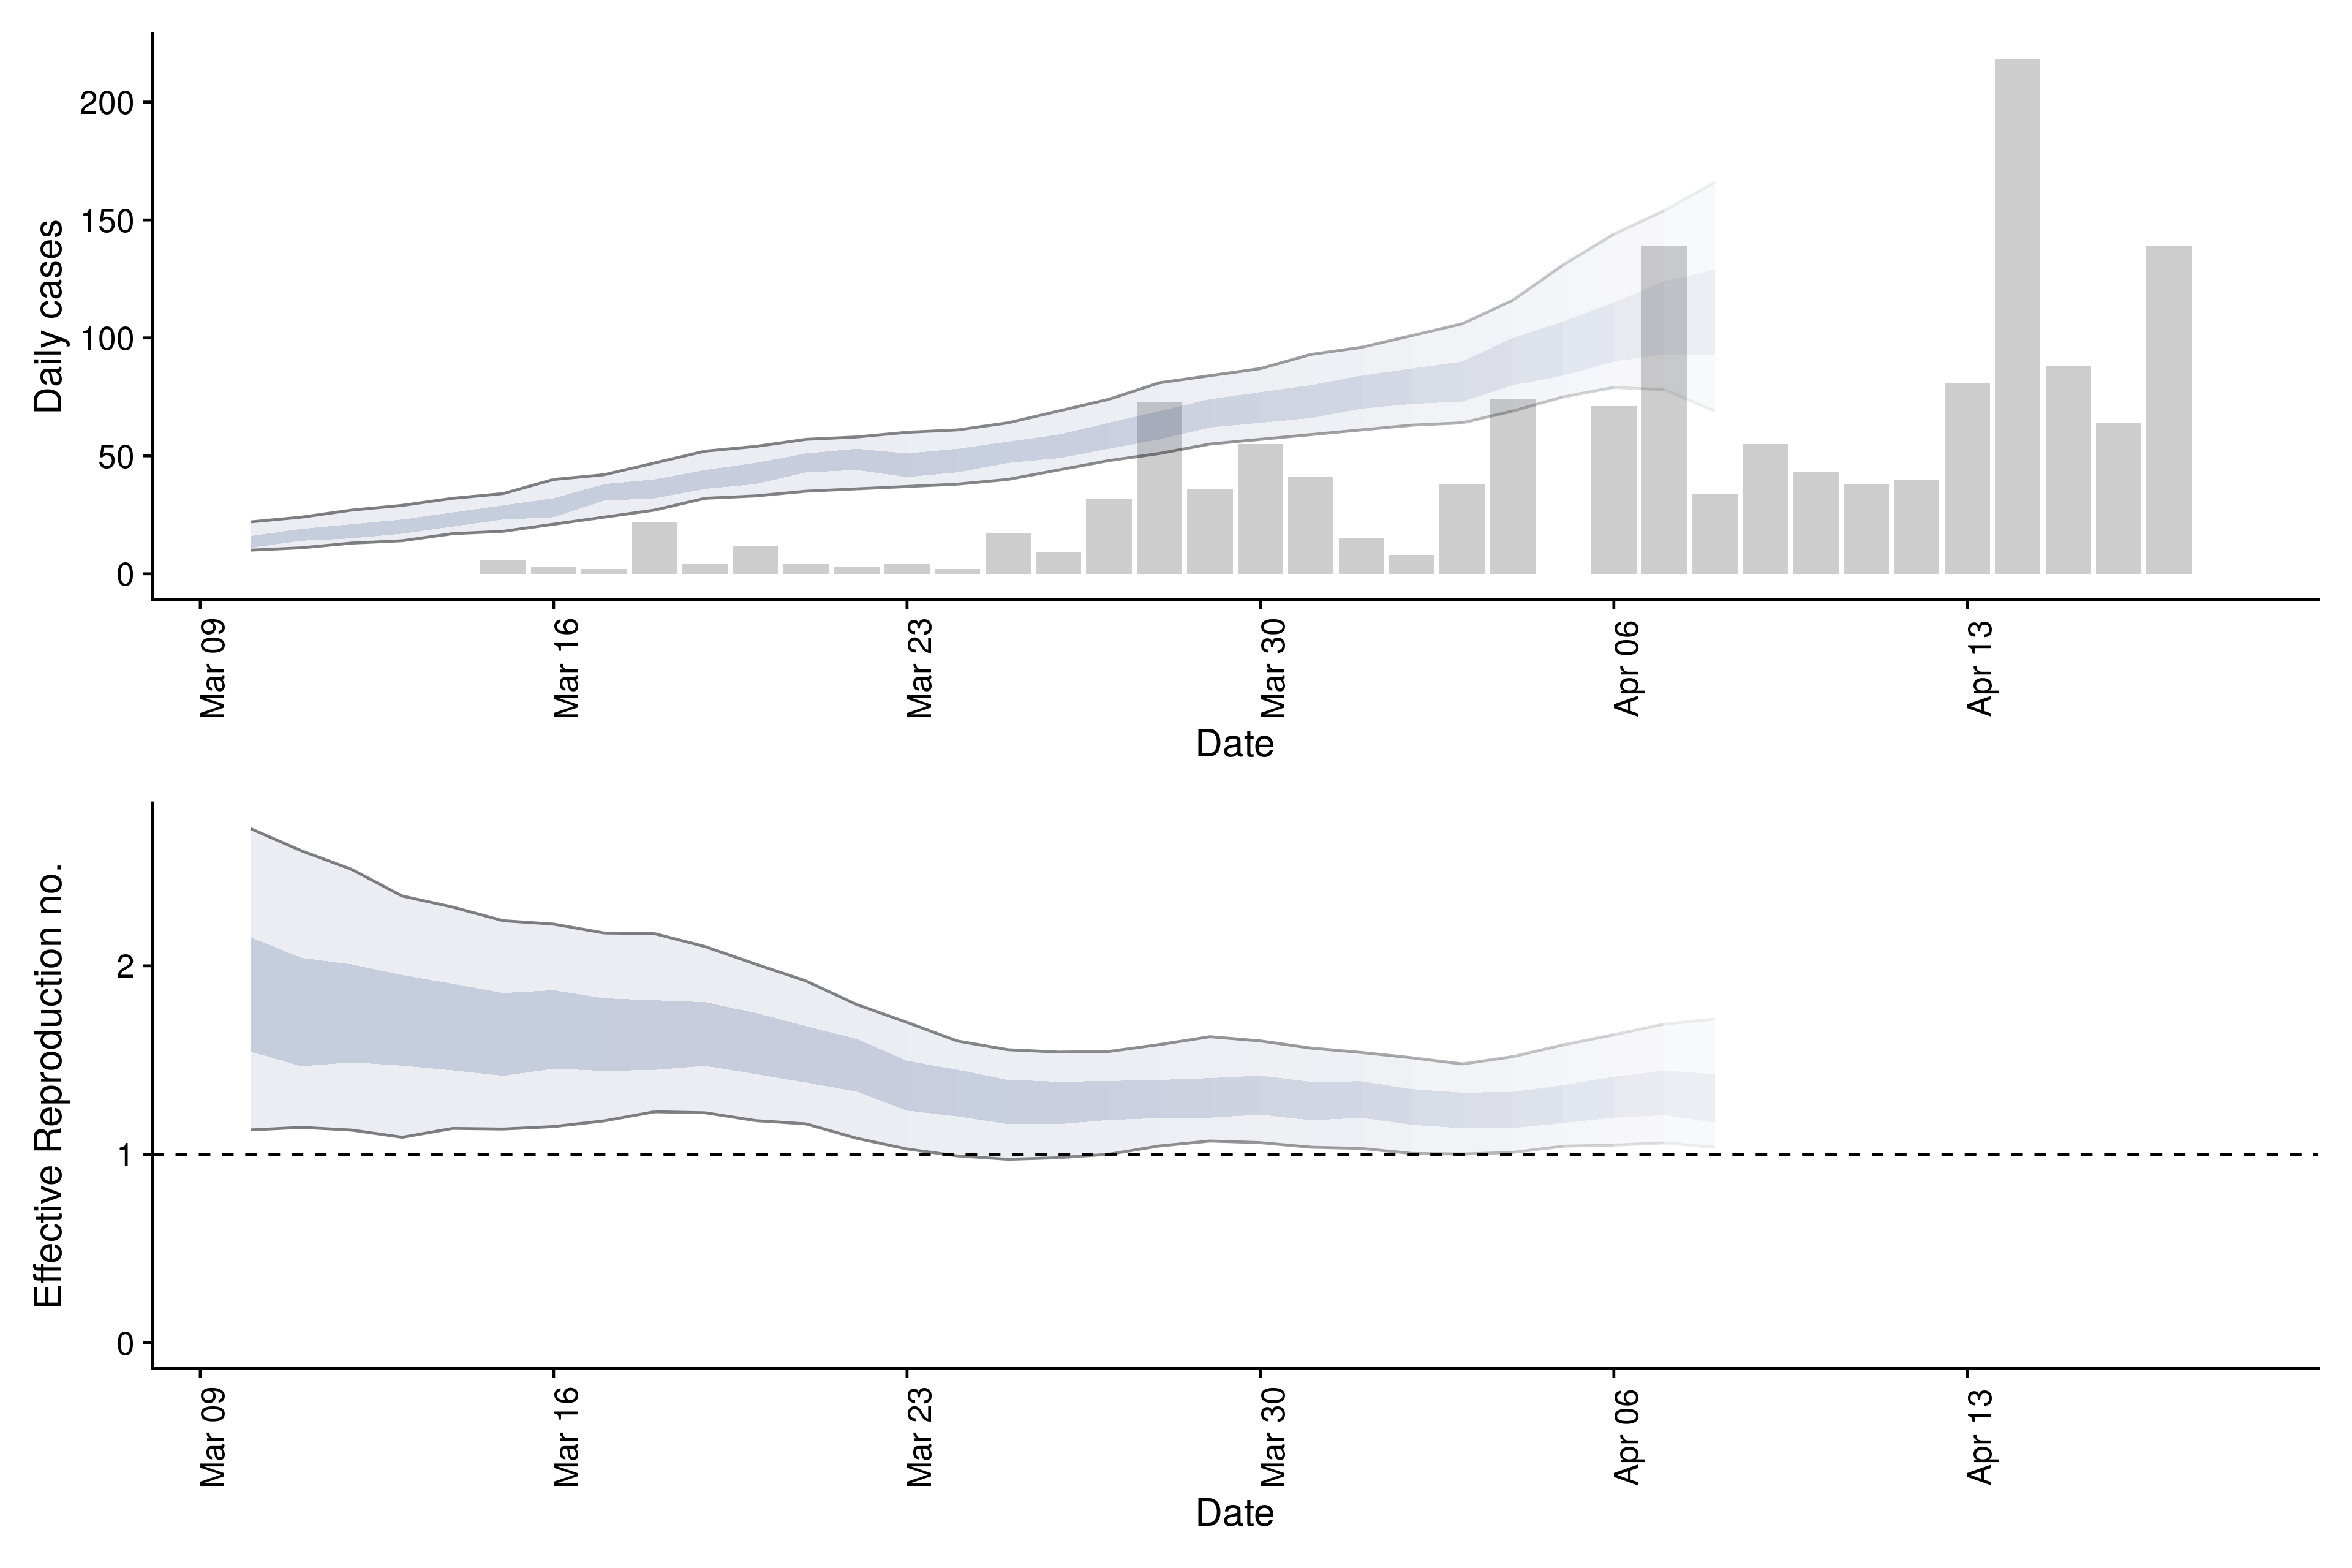 Daily cases
200
150
100
50
0
Mar 09
Mar 16
Mar 23
Mar 30
Apr 06
Apr 13
Date
Effective Reproduction no.
2
1
0
Mar 09
Mar 16
Mar 23
Mar 30
Apr 06
Apr 13
Date